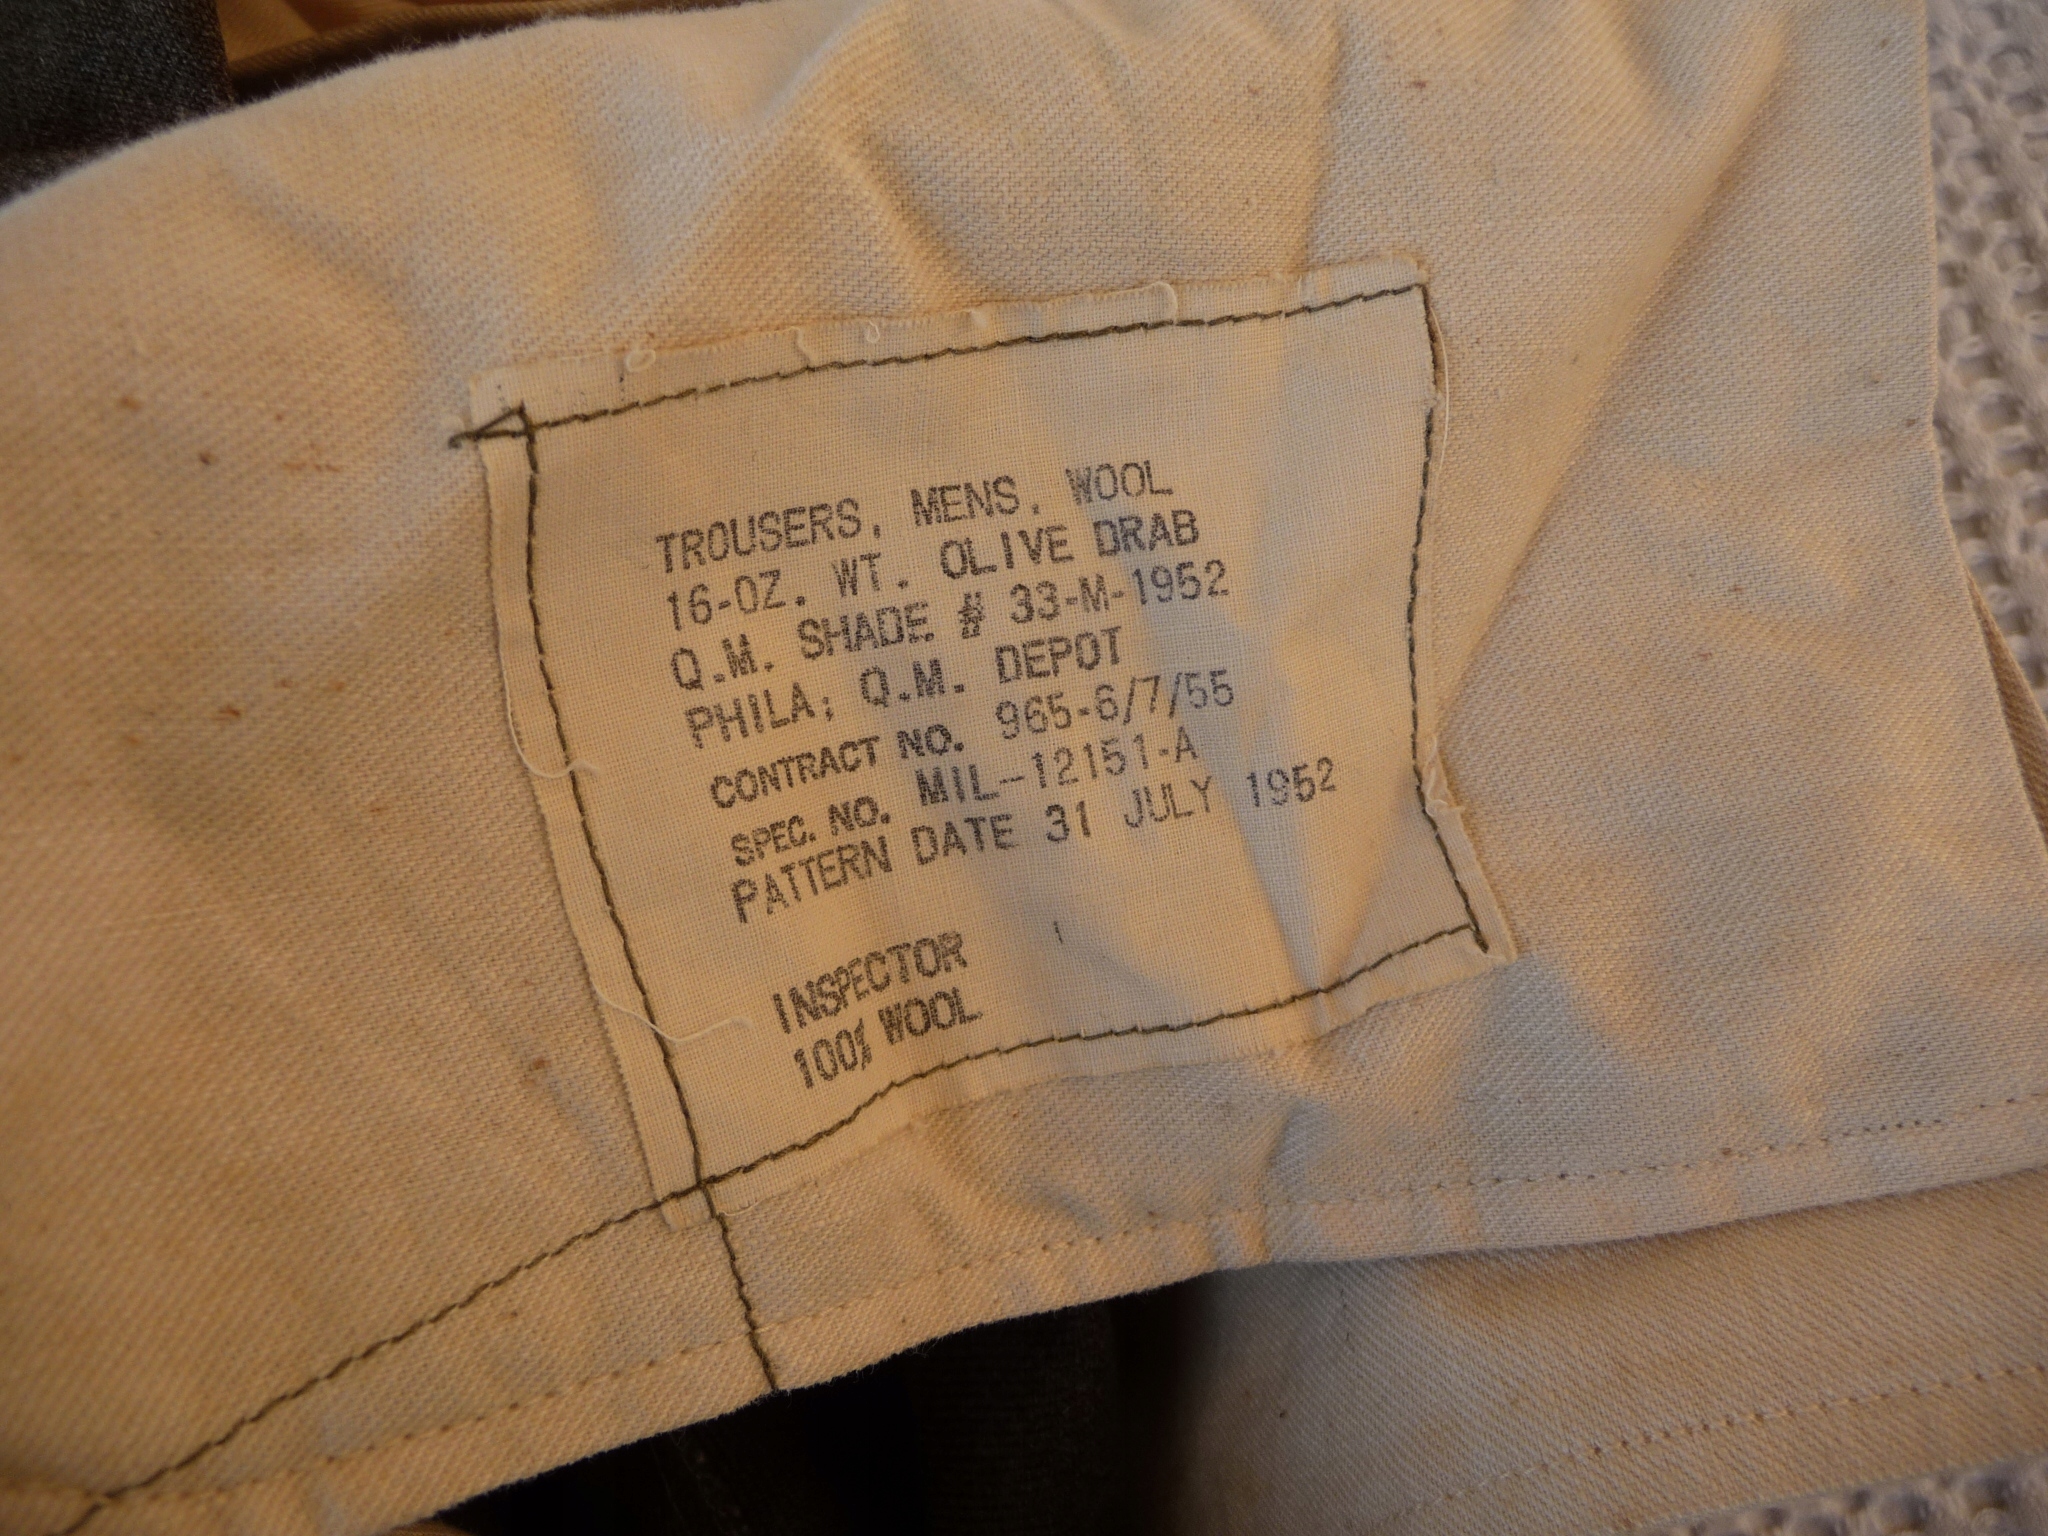 TROUSERS, MENS, WOOL
16-OZ. WT. OLIVE DRAB
Q.M. SHADE # 33-M-1952
PHILA; Q.M. DEPOT
CONTRACT NO. 965-6/7/55
SPEC. NO. MIL-12151-A
PATTERN DATE 31 JULY 1952
INSPECTOR
100% WOOL